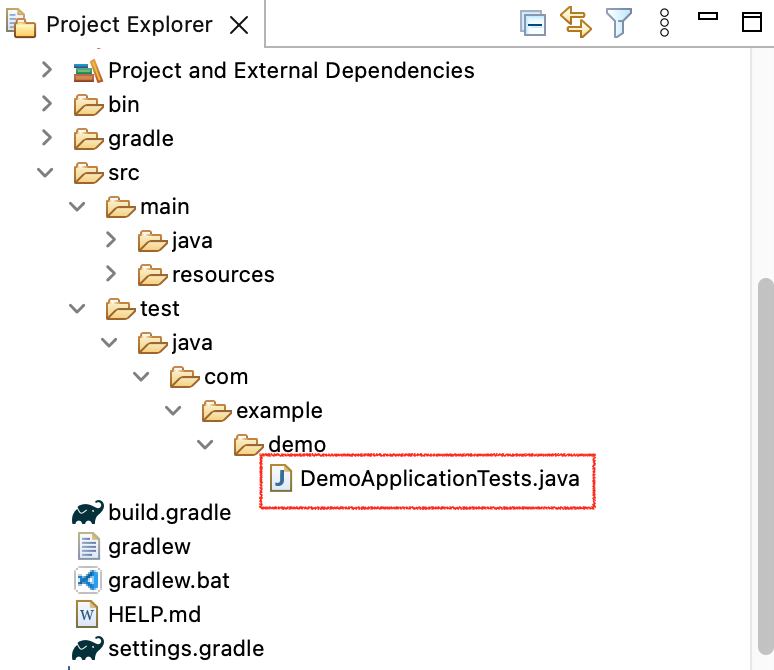 Project Explorer
Project and External Dependencies
bin
gradle
src
main
java
resources
test
java
com
example
demo
DemoApplicationTests.java
build.gradle
gradlew
gradlew.bat
HELP.md
settings.gradle